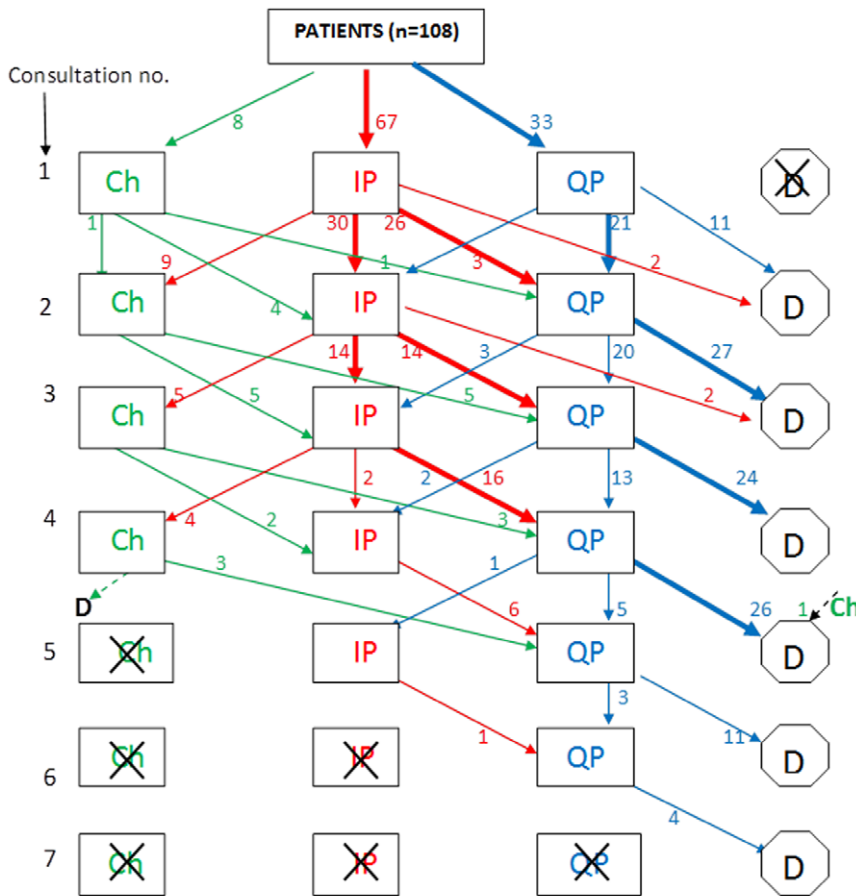 PATIENTS (n=108)
Consultation no.
8 67 33
1 Ch IP QP D
1 30 26 21 11
9 1 3 2
4
2 Ch IP QP D
14 14 3 20 27
5 5 5 2
3 Ch IP QP D
2 16 2 13 24
4 2 3
4 Ch IP QP D
3 1
D 6 5 26 1 Ch
5 Ch IP QP D
3
1 11
6 Ch IP QP D
4
7 Ch IP QP D